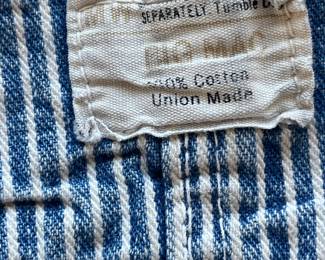 SEPARATELY Tumble D
BIG MAC
100% Cotton
Union Made